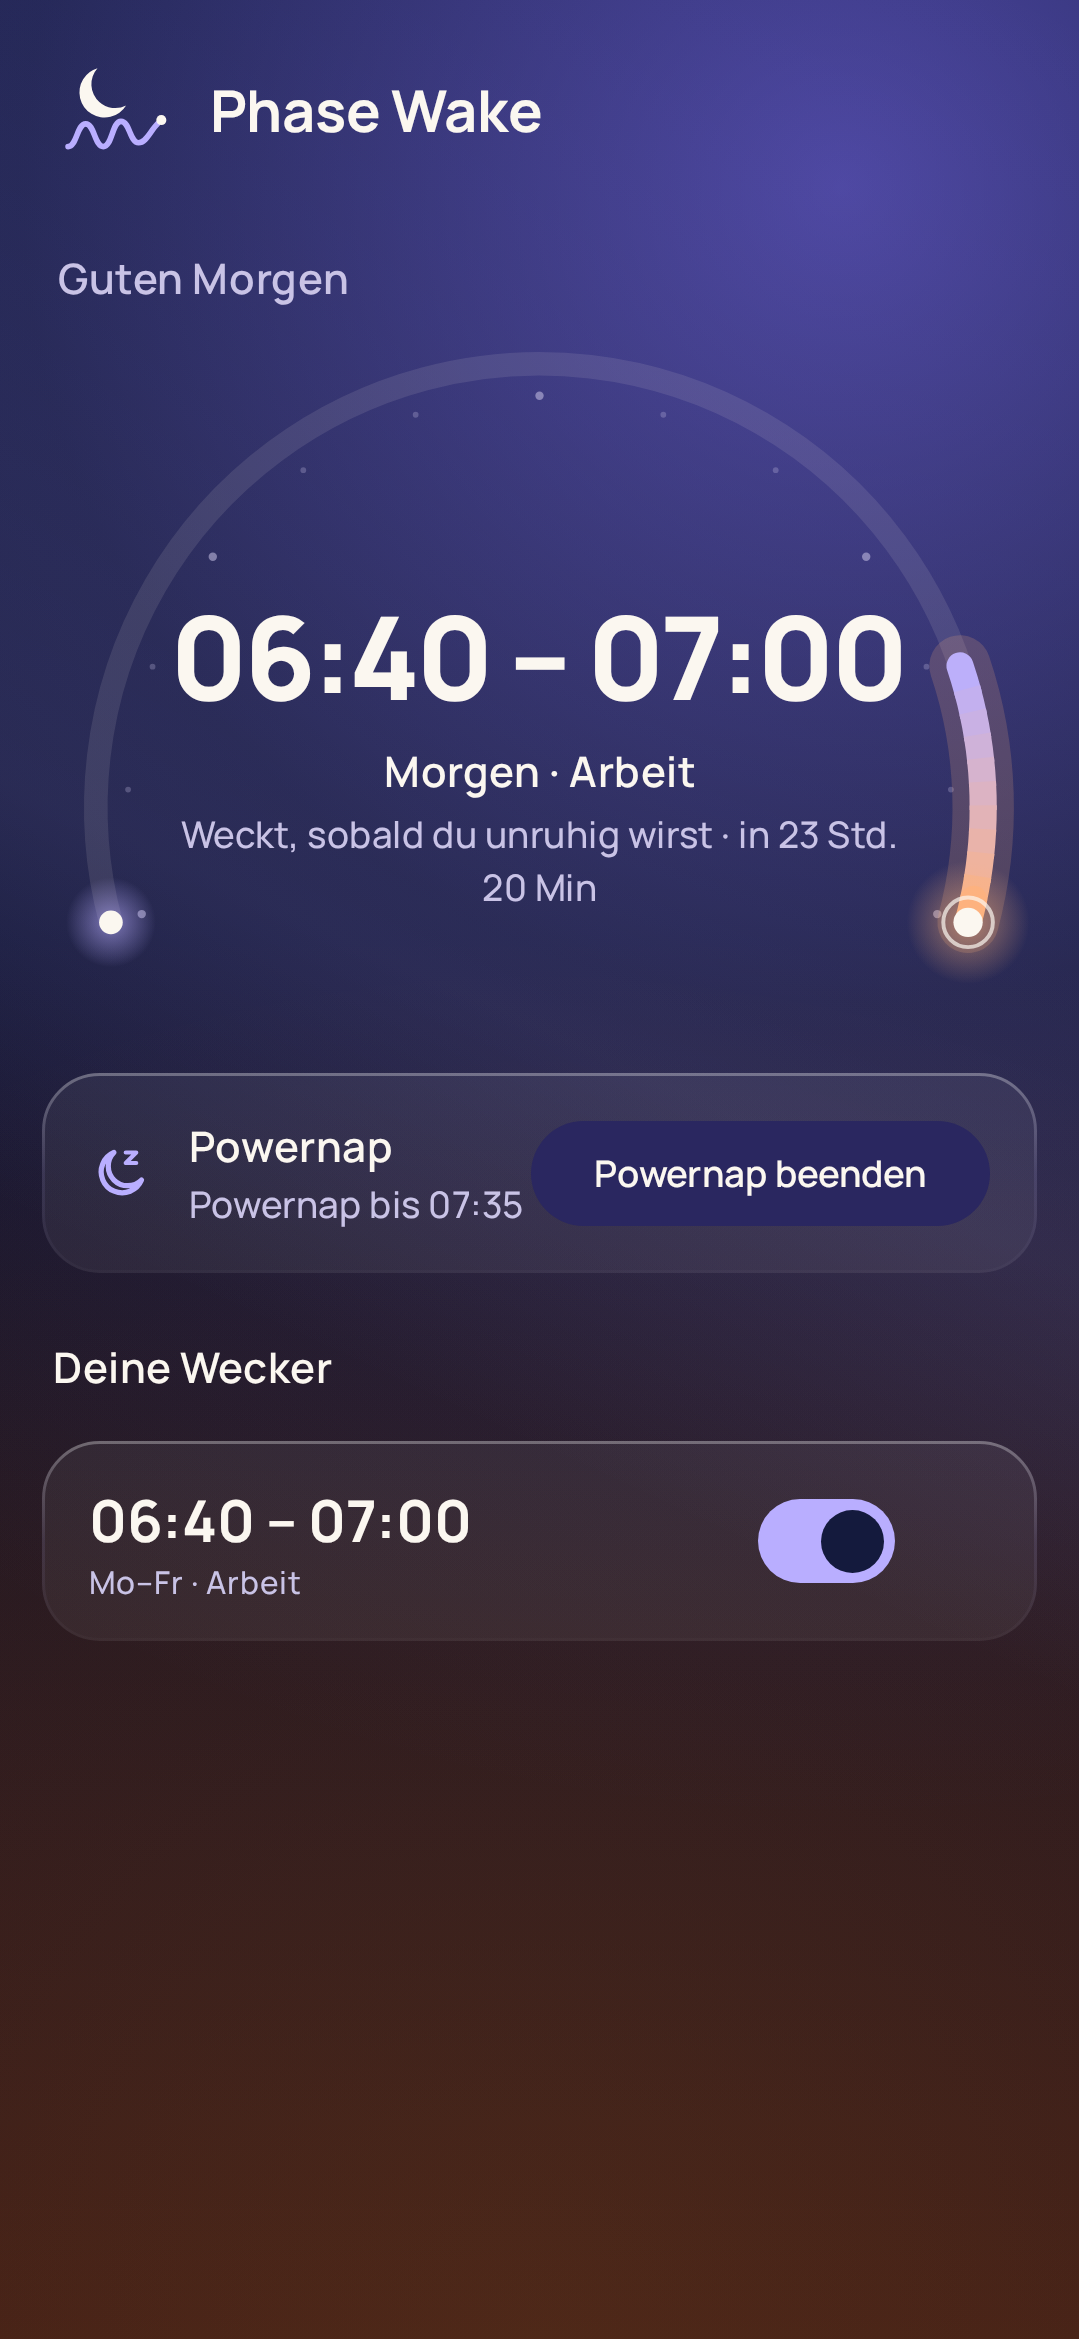 Phase Wake
Guten Morgen
06:40 – 07:00
Morgen · Arbeit
Weckt, sobald du unruhig wirst · in 23 Std.
20 Min
Powernap
Powernap bis 07:35
Powernap beenden
Deine Wecker
06:40 – 07:00
Mo–Fr · Arbeit